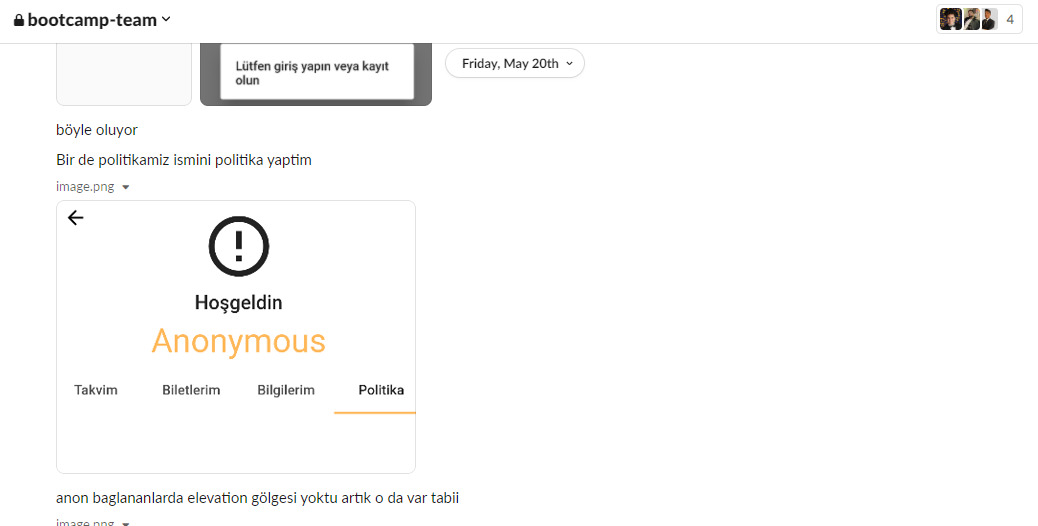 bootcamp-team
4
Lütfen giriş yapın veya kayıt
olun
Friday, May 20th
böyle oluyor
Bir de politikamiz ismini politika yaptim
image.png
Hoşgeldin
Anonymous
Takvim Biletlerim Bilgilerim Politika
anon baglananlarda elevation gölgesi yoktu artık o da var tabii
image.png